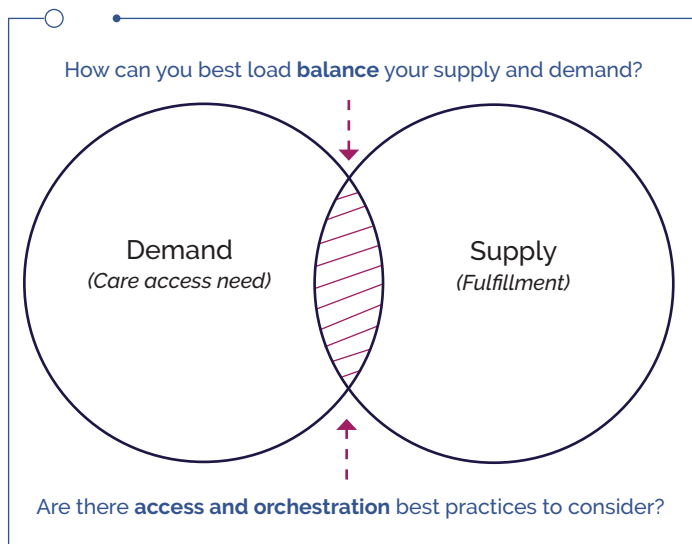 How can you best load balance your supply and demand?
Demand
(Care access need)
Supply
(Fulfillment)
Are there access and orchestration best practices to consider?